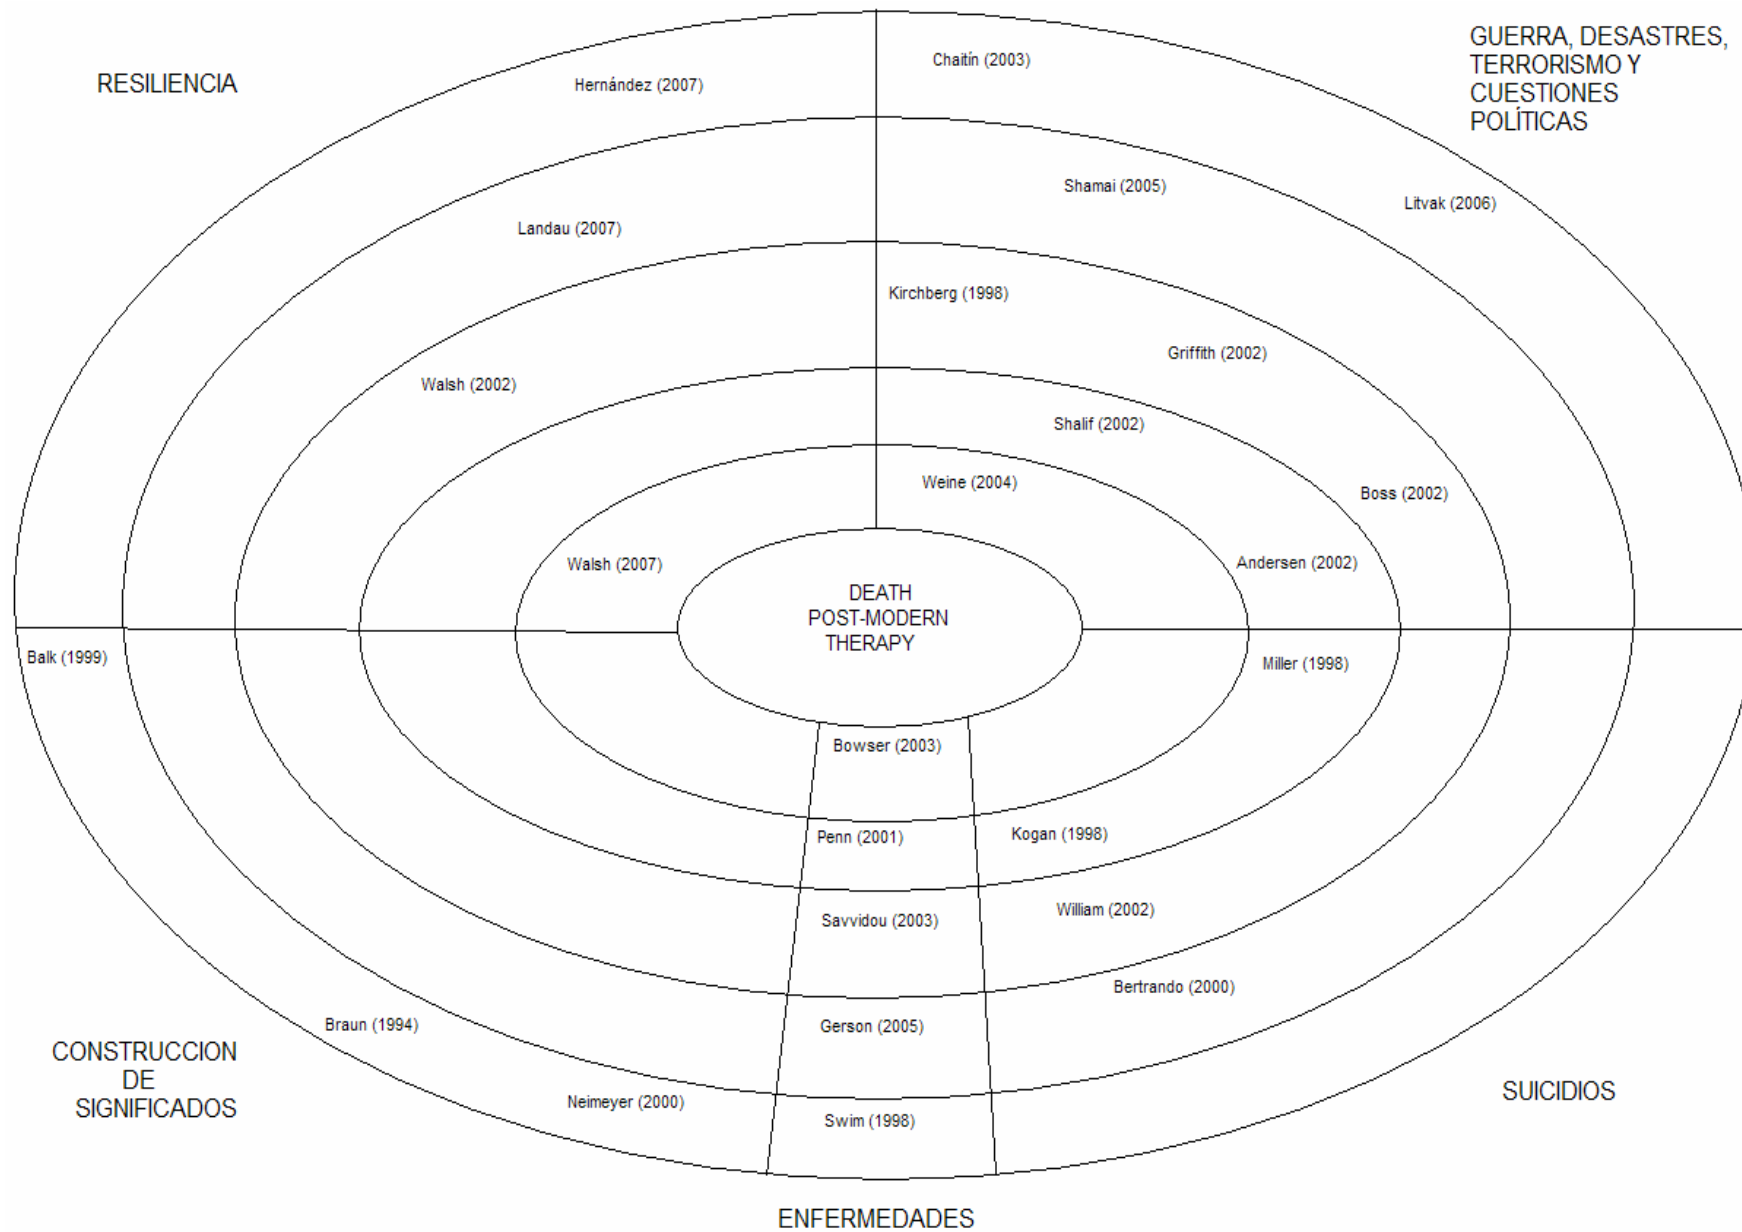 RESILIENCIA
GUERRA, DESASTRES,
TERRORISMO Y
CUESTIONES
POLÍTICAS
Chaitín (2003)
Hernández (2007)
Shamai (2005)
Litvak (2006)
Landau (2007)
Kirchberg (1998)
Griffith (2002)
Walsh (2002)
Shalif (2002)
Weine (2004)
Boss (2002)
Walsh (2007)
Andersen (2002)
DEATH
POST-MODERN
THERAPY
Balk (1999)
Miller (1998)
Bowser (2003)
Penn (2001)
Kogan (1998)
Savvidou (2003)
William (2002)
Bertrando (2000)
Braun (1994)
Gerson (2005)
CONSTRUCCION
DE
SIGNIFICADOS
Neimeyer (2000)
Swim (1998)
SUICIDIOS
ENFERMEDADES